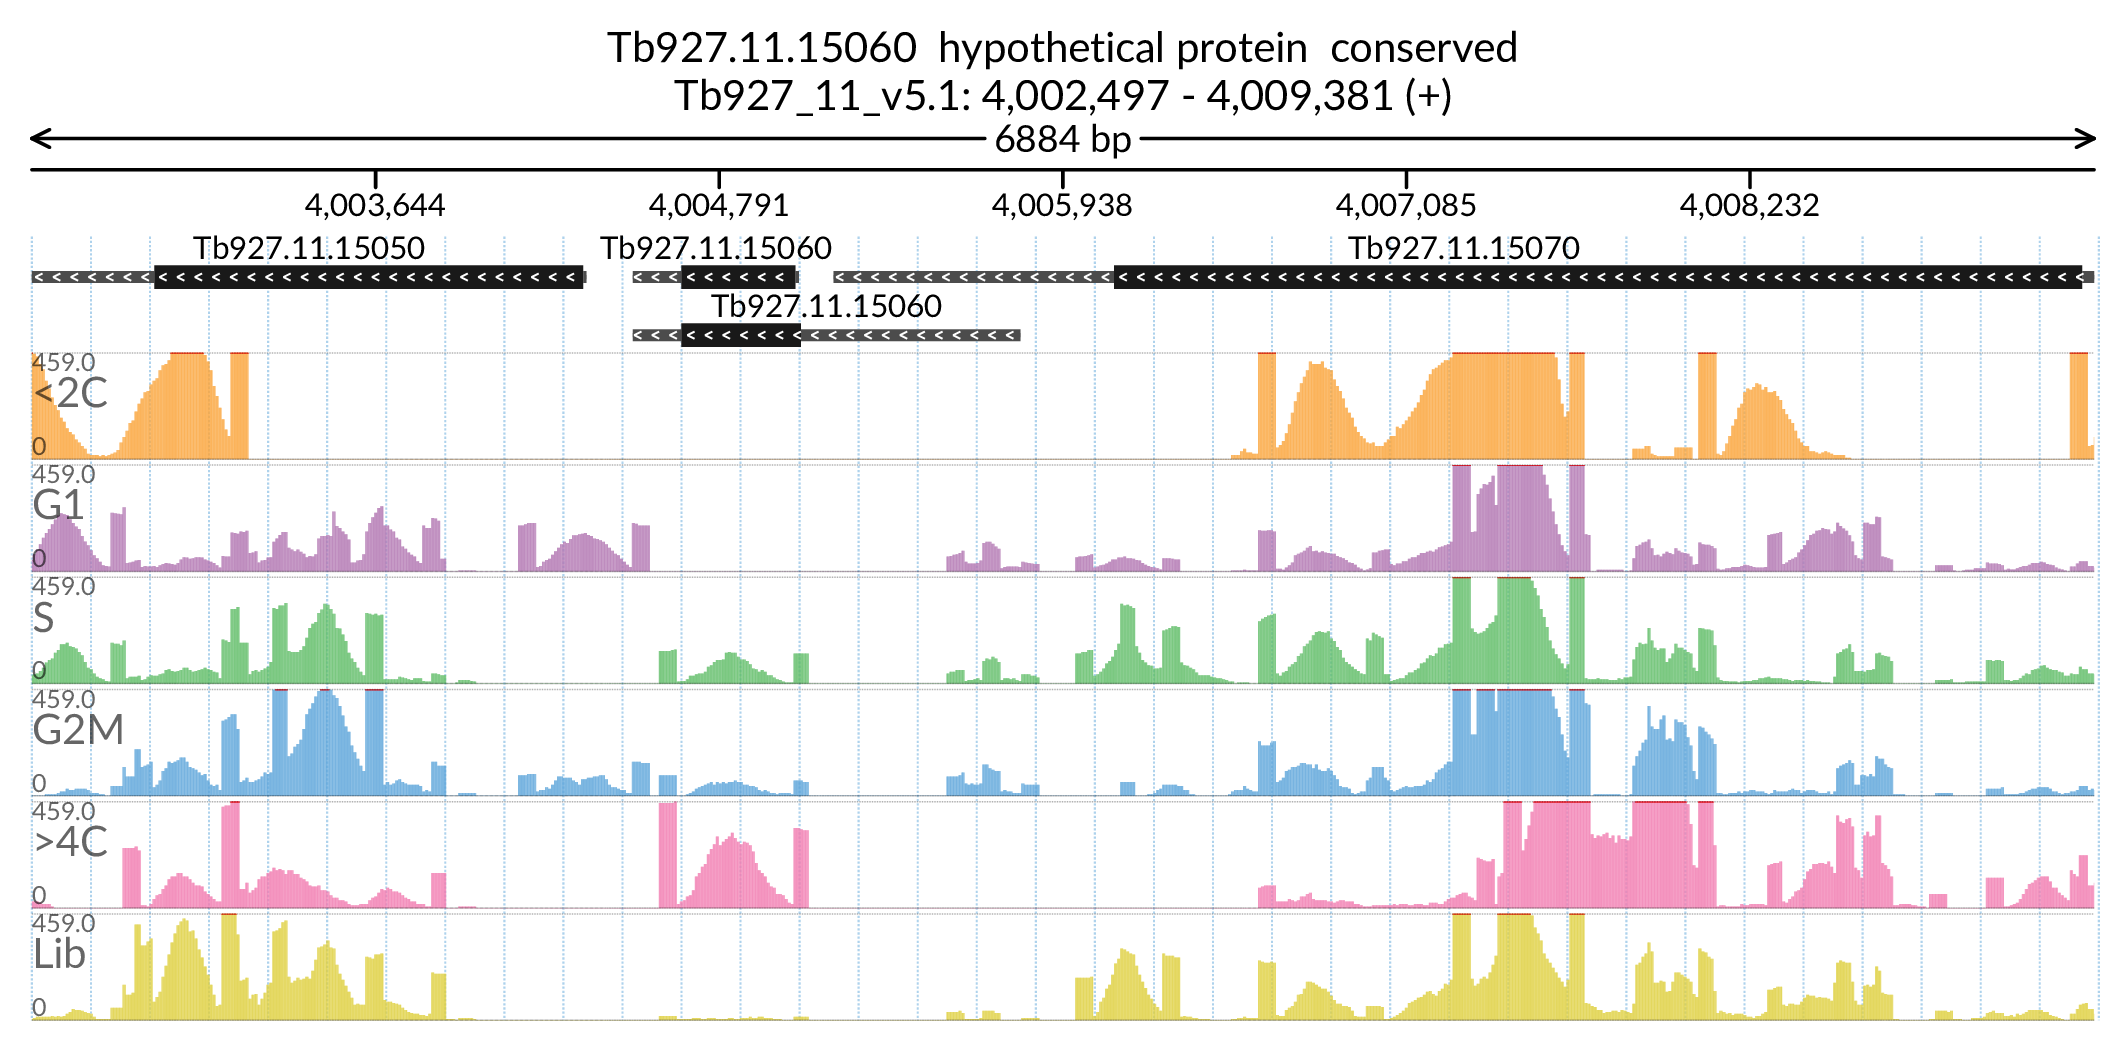 Tb927.11.15060 hypothetical protein conserved
Tb927_11_v5.1: 4,002,497 - 4,009,381 (+)
6884 bp
4,003,644 4,004,791 4,005,938 4,007,085 4,008,232
Tb927.11.15050 Tb927.11.15060 Tb927.11.15070
Tb927.11.15060
459.0
<2C
0
459.0
G1
0
459.0
S
0
459.0
G2M
0
459.0
>4C
0
459.0
Lib
0